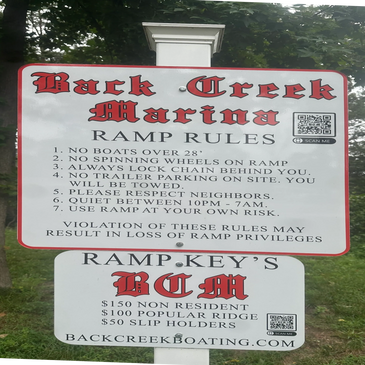 Back Creek
Marina
RAMP RULES
SCAN ME
1. NO BOATS OVER 28'
2. NO SPINNING WHEELS ON RAMP
3. ALWAYS LOCK CHAIN BEHIND YOU.
4. NO TRAILER PARKING ON SITE. YOU
WILL BE TOWED.
5. PLEASE RESPECT NEIGHBORS.
6. QUIET BETWEEN 10PM - 7AM.
7. USE RAMP AT YOUR OWN RISK.
VIOLATION OF THESE RULES MAY
RESULT IN LOSS OF RAMP PRIVILEGES
RAMP KEY'S
BCM
$150 NON RESIDENT
$100 POPULAR RIDGE
$50 SLIP HOLDERS
SCAN ME
BACKCREEKBOATING.COM